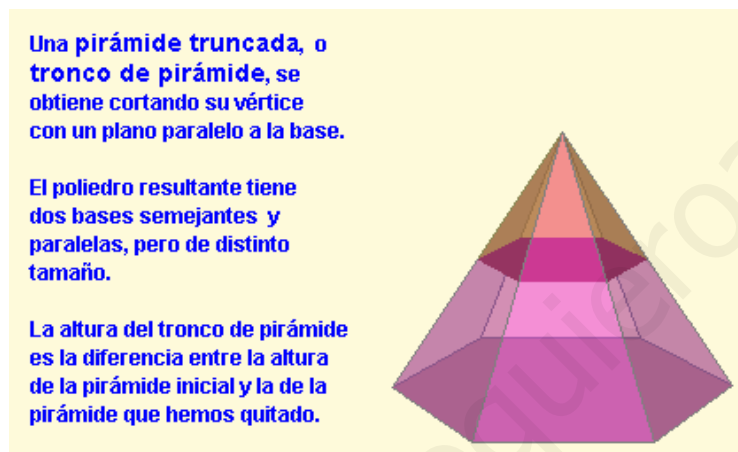 Una pirámide truncada, o
tronco de pirámide, se
obtiene cortando su vértice
con un plano paralelo a la base.
El poliedro resultante tiene
dos bases semejantes y
paralelas, pero de distinto
tamaño.
La altura del tronco de pirámide
es la diferencia entre la altura
de la pirámide inicial y la de la
pirámide que hemos quitado.